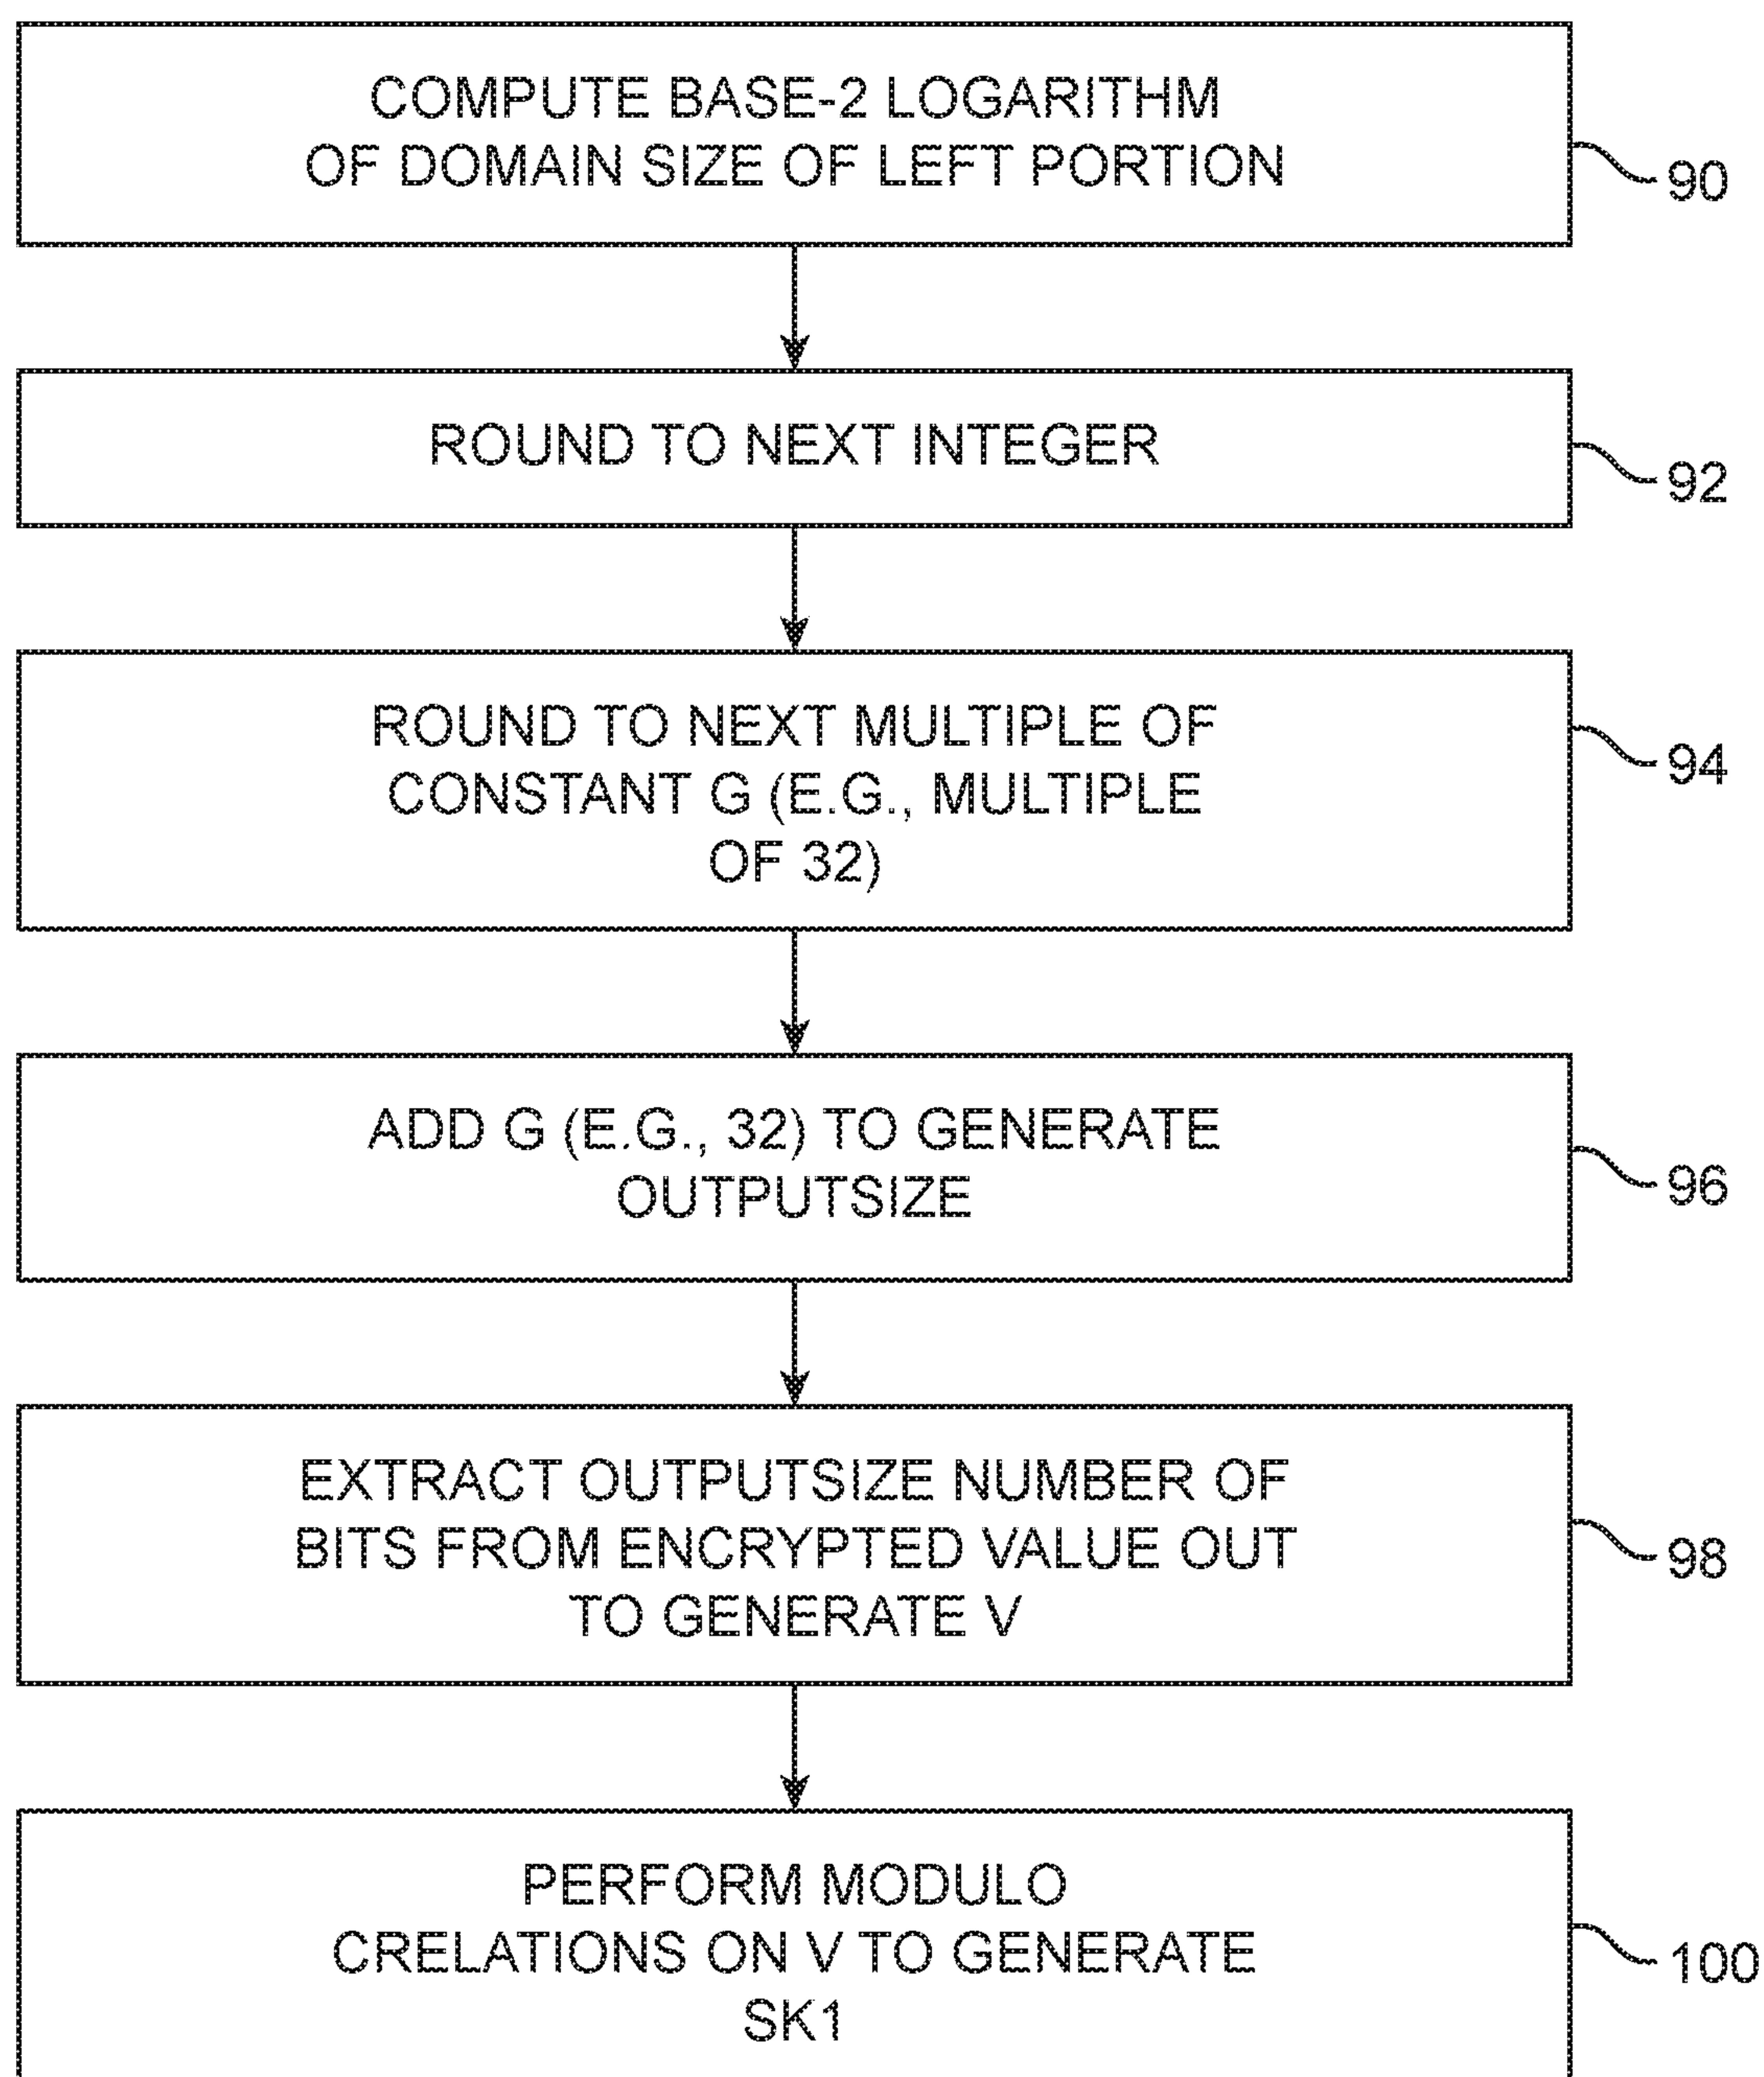 COMPUTE BASE-2 LOGARITHM
OF DOMAIN SIZE OF LEFT PORTION
90
ROUND TO NEXT INTEGER
92
ROUND TO NEXT MULTIPLE OF
CONSTANT G (E.G., MULTIPLE
OF 32)
94
ADD G (E.G., 32) TO GENERATE
OUTPUTSIZE
96
EXTRACT OUTPUTSIZE NUMBER OF
BITS FROM ENCRYPTED VALUE OUT
TO GENERATE V
98
PERFORM MODULO
CRELATIONS ON V TO GENERATE
SK1
100